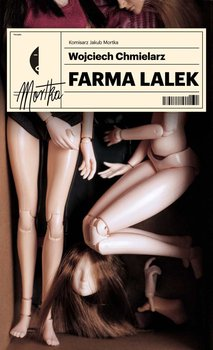 Komisarz Jakub Mortka
Wojciech Chmielarz
FARMA LALEK
Mortka